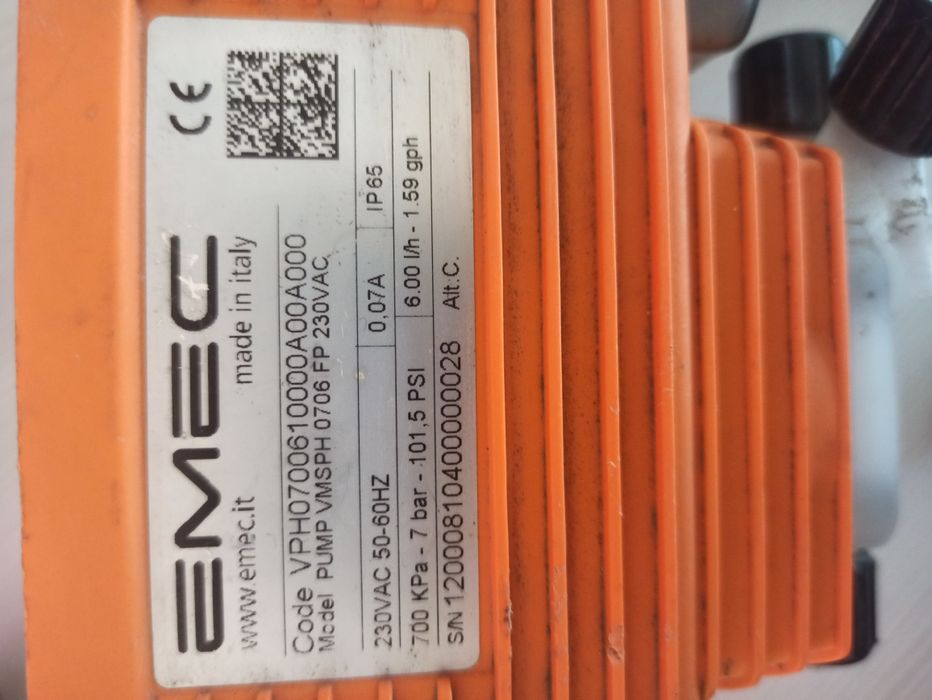 EMEC
www.emec.it made in italy
Code VPH0700610000A00A000
Model PUMP VMSPH 0706 FP 230VAC
230VAC 50-60HZ 0,07A IP65
700 KPa - 7 bar - 101,5 PSI 6.00 l/h - 1.59 gph
S/N 1200081040000028 Alt.:C.
CE